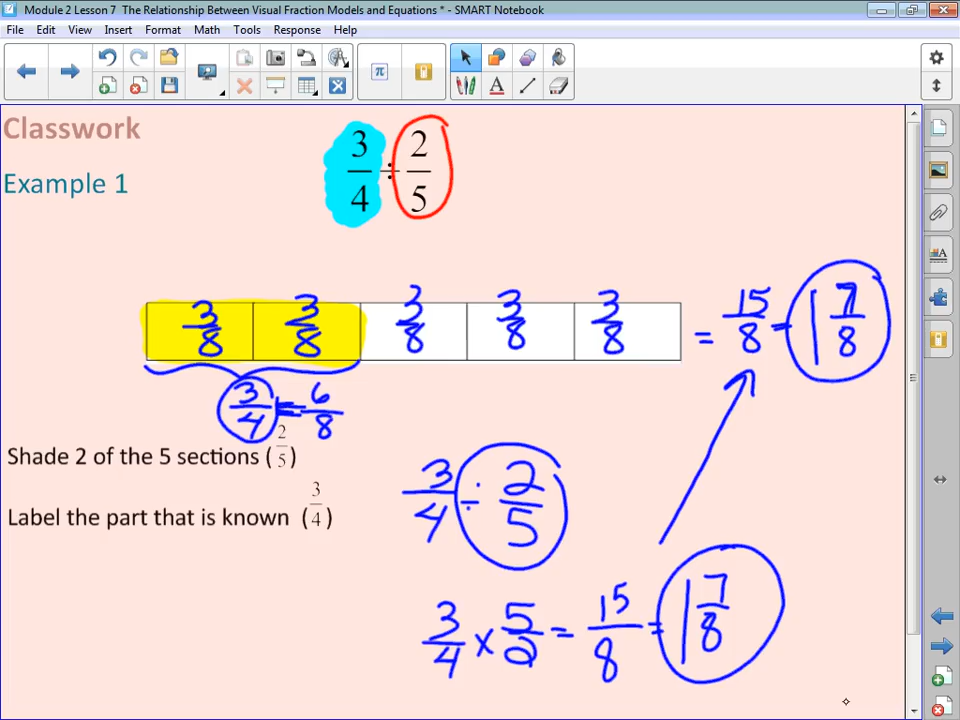 Module 2 Lesson 7 The Relationship Between Visual Fraction Models and Equations * - SMART Notebook
File Edit View Insert Format Math Tools Response Help
Classwork
Example 1
3/4 ÷ 2/5
3/8 3/8 3/8 3/8 3/8 = 15/8 = 1 7/8
3/4 = 6/8
Shade 2 of the 5 sections (2/5)
Label the part that is known (3/4)
3/4 ÷ 2/5
3/4 × 5/2 = 15/8 = 1 7/8